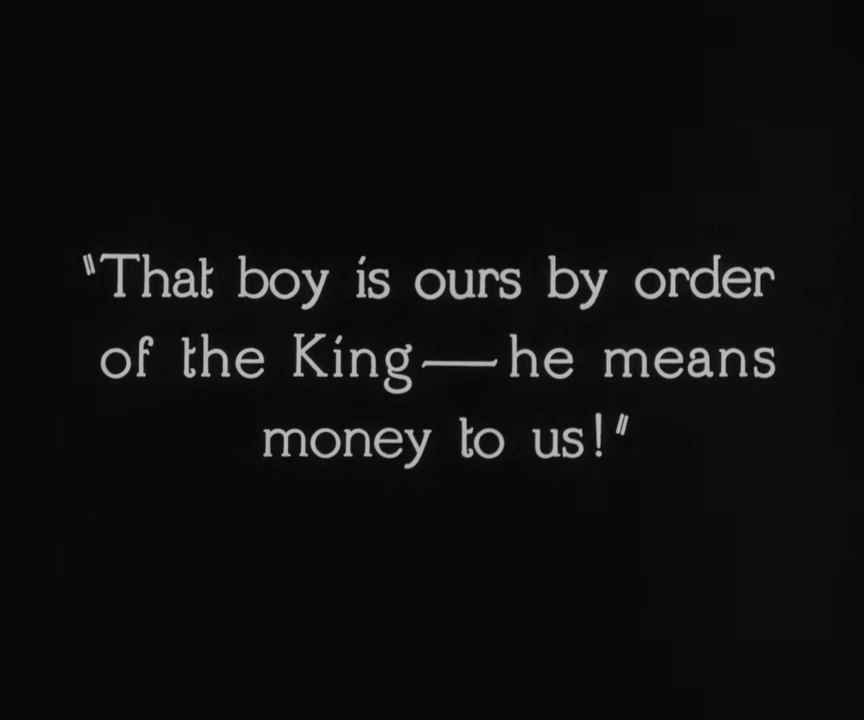 "That boy is ours by order
of the King—he means
money to us!"